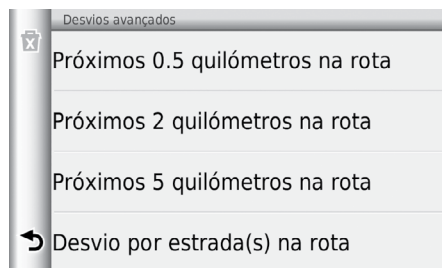 Desvios avançados
Próximos 0.5 quilómetros na rota
Próximos 2 quilómetros na rota
Próximos 5 quilómetros na rota
Desvio por estrada(s) na rota